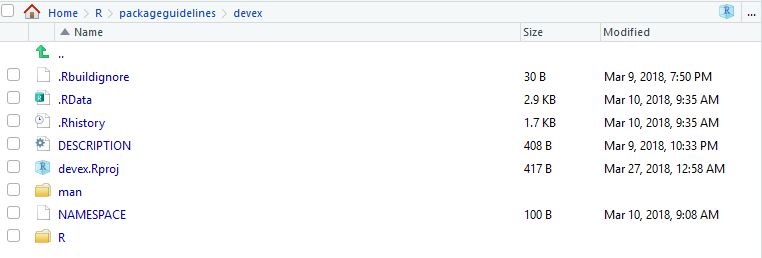 Home R packageguidelines devex ...
Name Size Modified
..
.Rbuildignore 30 B Mar 9, 2018, 7:50 PM
.RData 2.9 KB Mar 10, 2018, 9:35 AM
.Rhistory 1.7 KB Mar 10, 2018, 9:35 AM
DESCRIPTION 408 B Mar 9, 2018, 10:33 PM
devex.Rproj 417 B Mar 27, 2018, 12:58 AM
man
NAMESPACE 100 B Mar 10, 2018, 9:08 AM
R